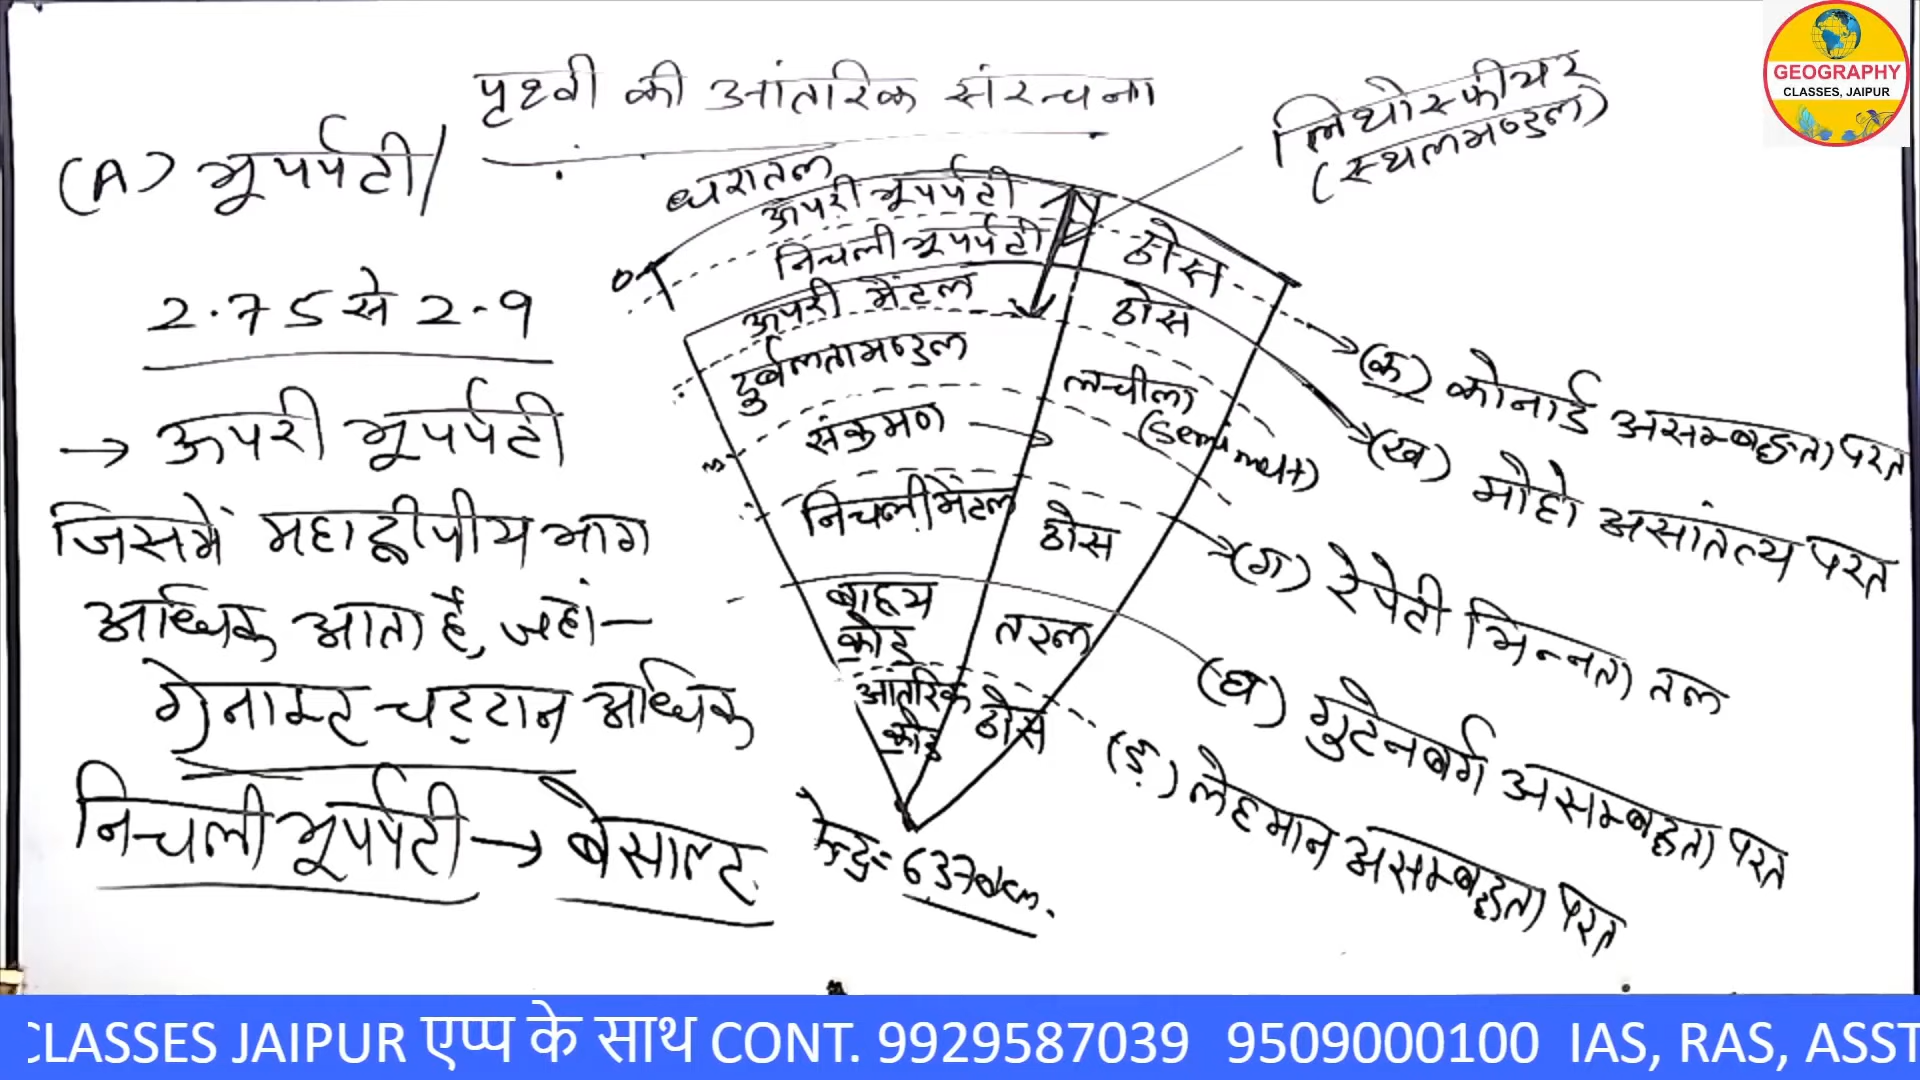 पृथ्वी की आंतरिक संरचना
(A) भूपर्पटी/
2.75 से 2.9
→ ऊपरी भूपर्पटी
जिसमें महाद्वीपीय भाग
अधिक आता है, जहां-
ग्रेनाइट चट्टान अधिक
निचली भूपर्पटी → बेसाल्ट
धरातल
0
ऊपरी भूपर्पटी
निचली भूपर्पटी
ठोस
ऊपरी मेंटल
ठोस
दुर्बलतामण्डल
लचीला
(semi melt)
संक्रमण
निचली मेंटल
ठोस
बाह्य
कोड़
तरल
आंतरिक
कोड़
ठोस
केन्द्र = 6370km.
लिथोस्फीयर
(स्थलमण्डल)
(क) कोनार्ड असम्बद्धता परत
(ख) मोहो असांतत्य परत
(ग) रेपेटी भिन्नता तल
(घ) गुटेनबर्ग असम्बद्धता परत
(ड़) लेहमान असम्बद्धता परत
GEOGRAPHY
CLASSES, JAIPUR
CLASSES JAIPUR एप्प के साथ CONT. 9929587039 9509000100 IAS, RAS, ASST